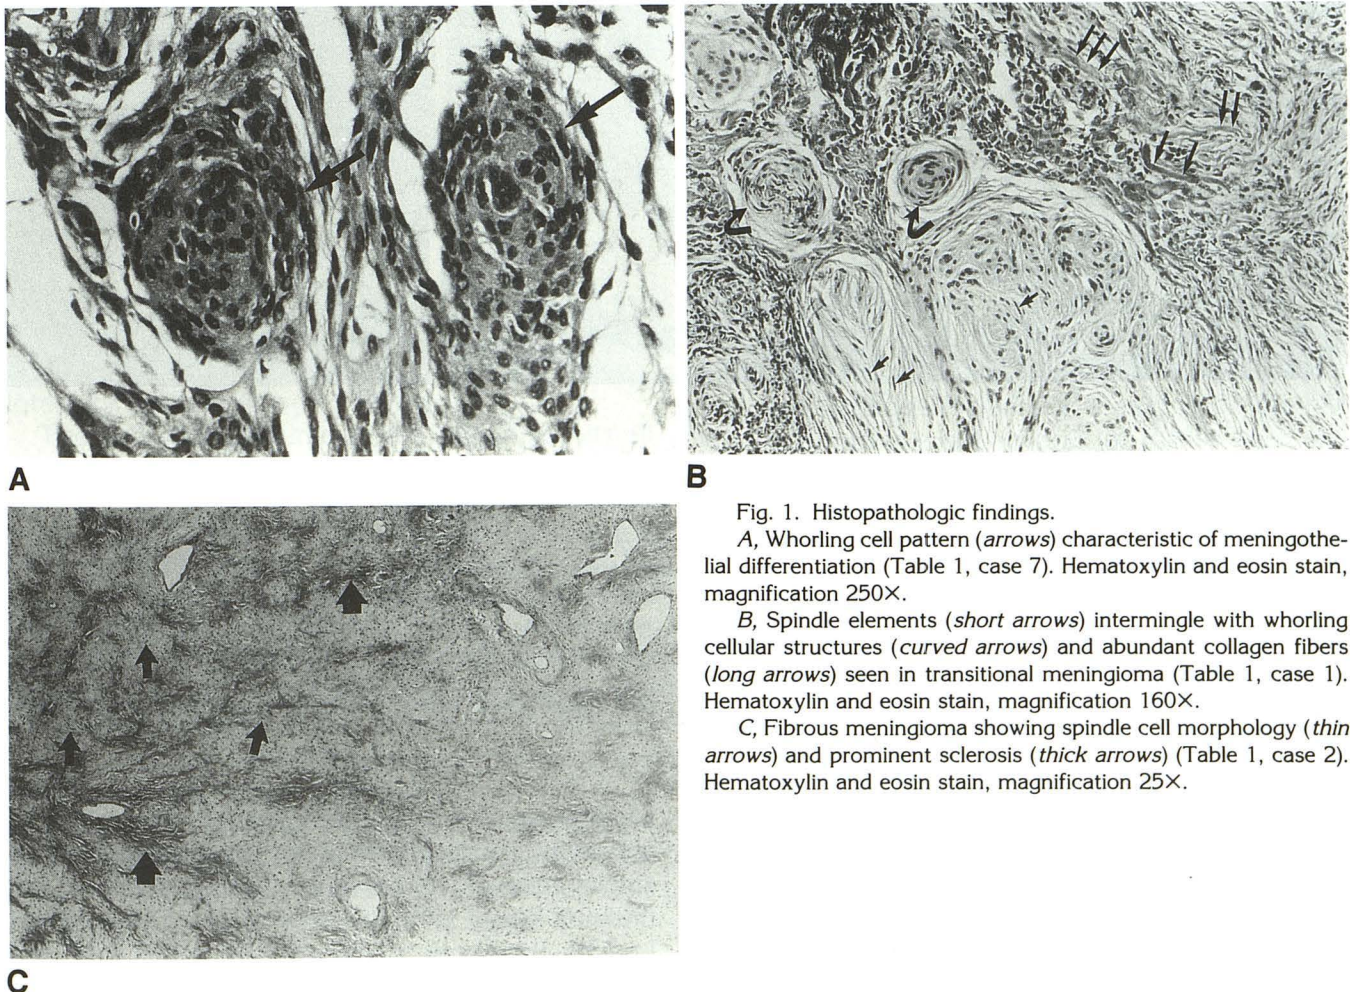 A
B
Fig. 1. Histopathologic findings.
A, Whorling cell pattern (arrows) characteristic of meningothe-
lial differentiation (Table 1, case 7). Hematoxylin and eosin stain,
magnification 250×.
B, Spindle elements (short arrows) intermingle with whorling
cellular structures (curved arrows) and abundant collagen fibers
(long arrows) seen in transitional meningioma (Table 1, case 1).
Hematoxylin and eosin stain, magnification 160×.
C, Fibrous meningioma showing spindle cell morphology (thin
arrows) and prominent sclerosis (thick arrows) (Table 1, case 2).
Hematoxylin and eosin stain, magnification 25×.
C